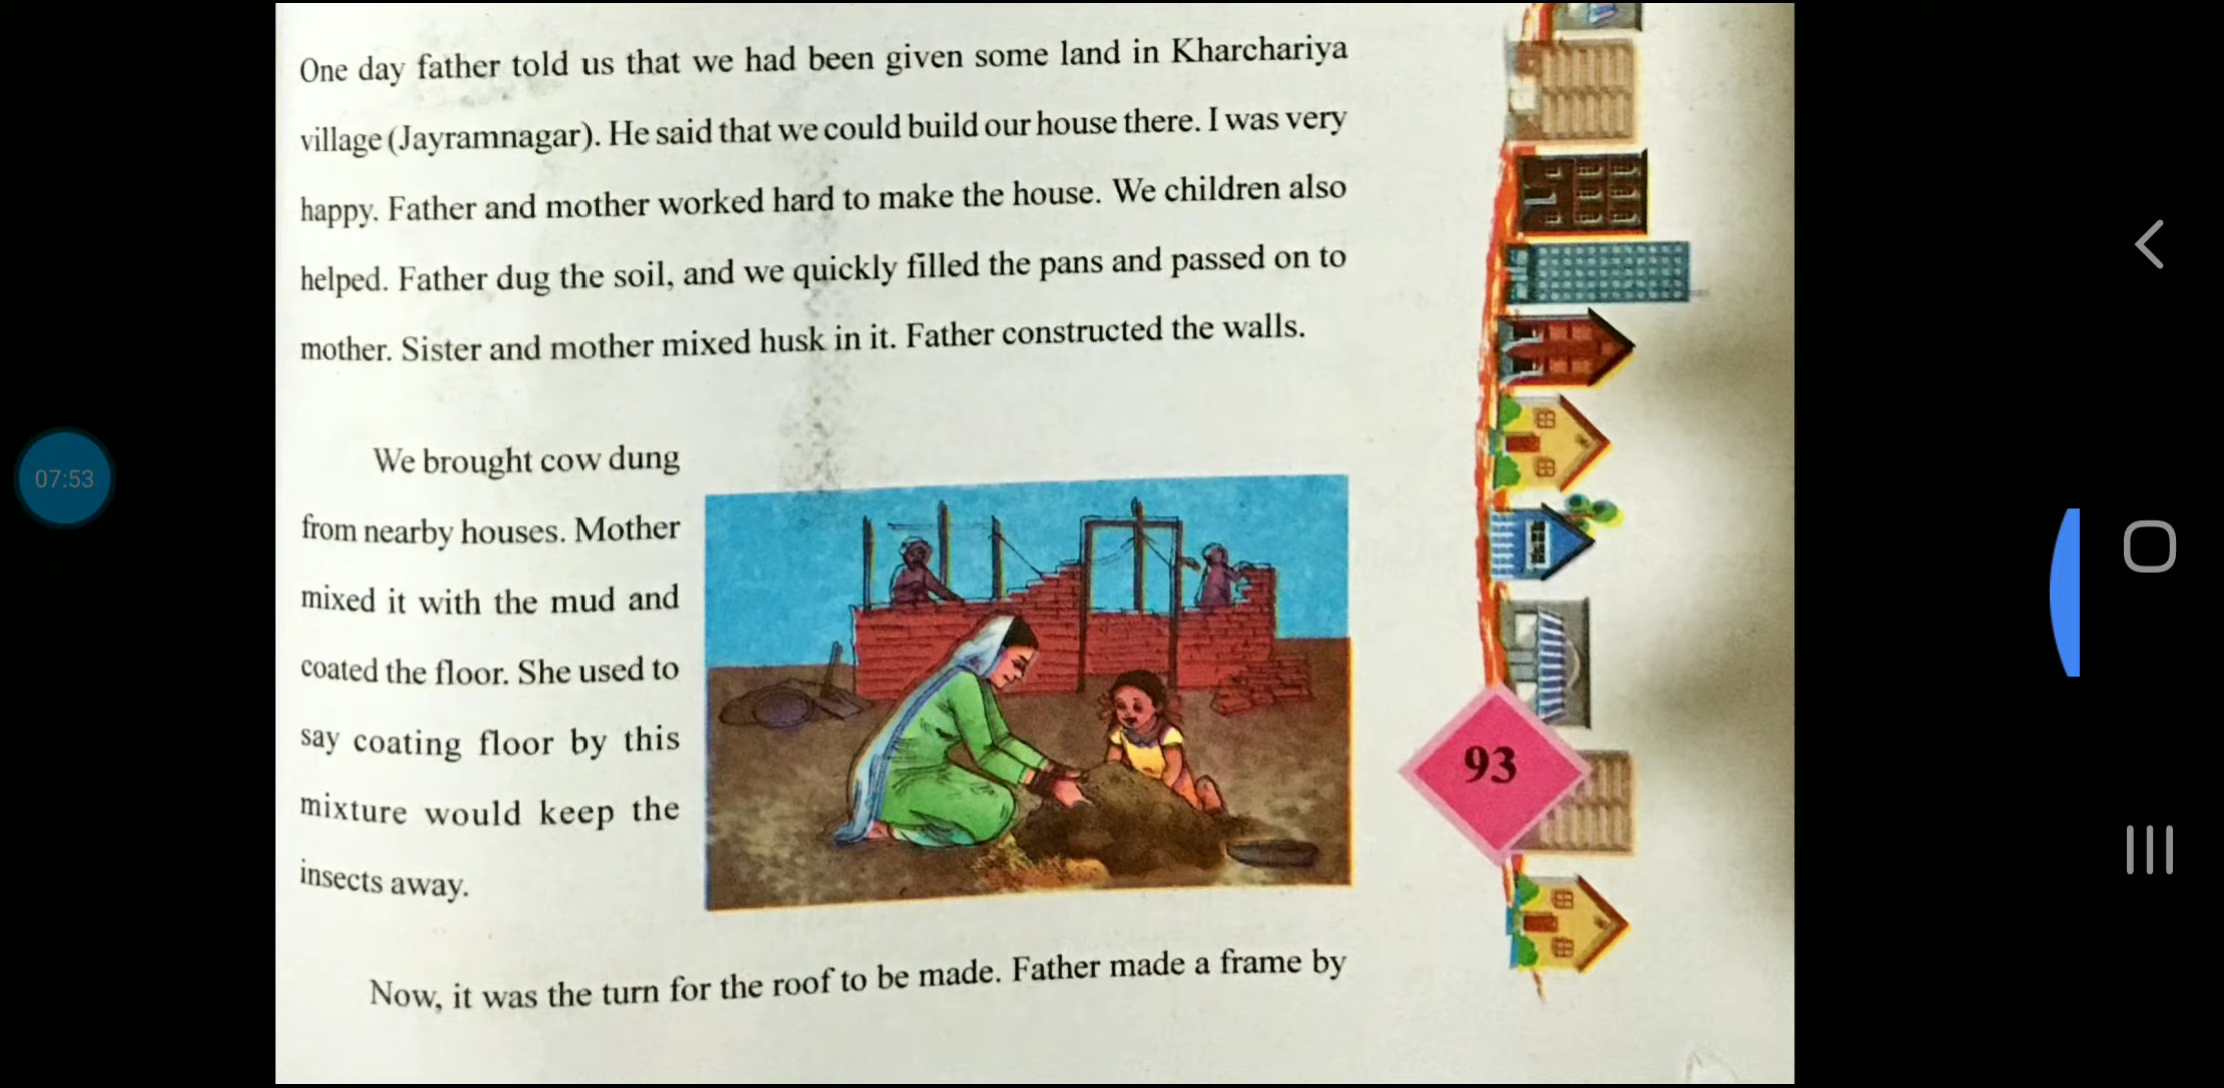 One day father told us that we had been given some land in Kharchariya
village (Jayramnagar). He said that we could build our house there. I was very
happy. Father and mother worked hard to make the house. We children also
helped. Father dug the soil, and we quickly filled the pans and passed on to
mother. Sister and mother mixed husk in it. Father constructed the walls.
We brought cow dung
from nearby houses. Mother
mixed it with the mud and
coated the floor. She used to
say coating floor by this
mixture would keep the
insects away.
Now, it was the turn for the roof to be made. Father made a frame by
93
07:53